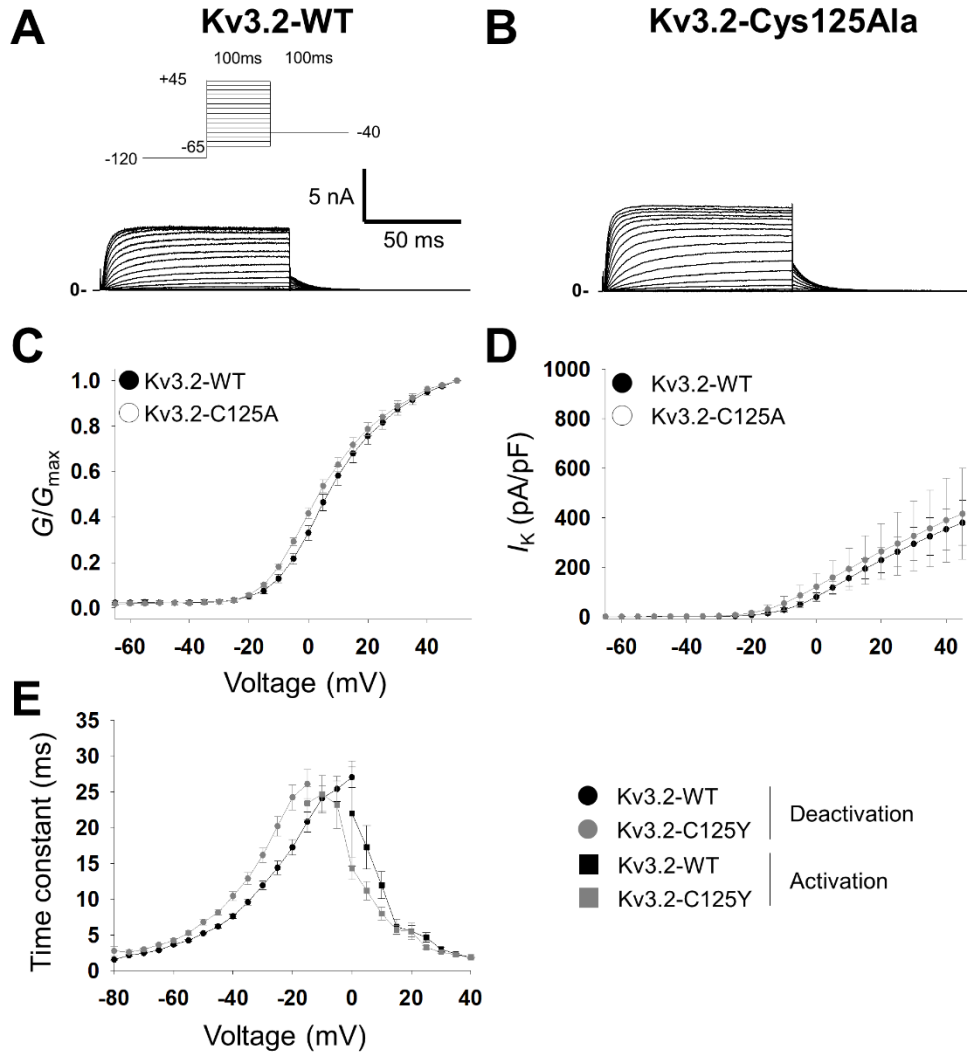 A Kv3.2-WT
100ms 100ms
+45
-65
-40
-120
5 nA
50 ms
0-
B Kv3.2-Cys125Ala
0-
C
Kv3.2-WT
Kv3.2-C125A
G/Gmax
1.0
0.8
0.6
0.4
0.2
0.0
-60 -40 -20 0 20 40
Voltage (mV)
D
Kv3.2-WT
Kv3.2-C125A
IK (pA/pF)
1000
800
600
400
200
0
-60 -40 -20 0 20 40
E
Time constant (ms)
35
30
25
20
15
10
5
0
-80 -60 -40 -20 0 20 40
Voltage (mV)
Kv3.2-WT
Kv3.2-C125Y
Deactivation
Kv3.2-WT
Kv3.2-C125Y
Activation